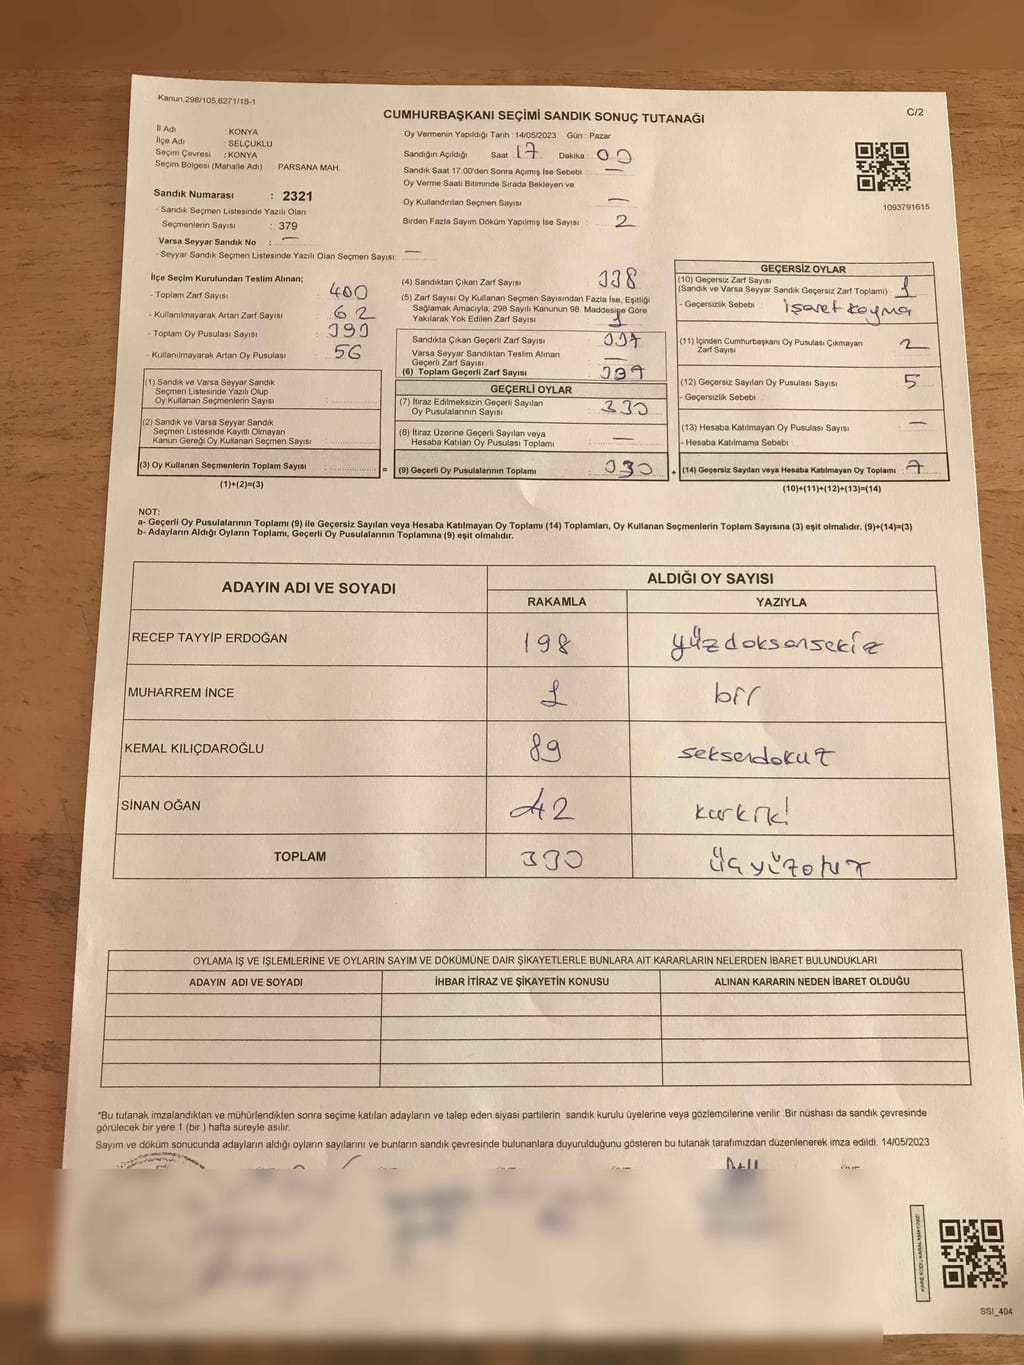 Kanun,298/105,6271/18-1
C/2
CUMHURBAŞKANI SEÇİMİ SANDIK SONUÇ TUTANAĞI
İl Adı : KONYA
İlçe Adı : SELÇUKLU
Seçim Çevresi : KONYA
Seçim Bölgesi (Mahalle Adı) : PARSANA MAH.
Oy Vermenin Yapıldığı Tarih : 14/05/2023 Gün : Pazar
Sandığın Açıldığı Saat 17 Dakika 00
Sandık Saat 17:00'den Sonra Açımış İse Sebebi —
Oy Verme Saati Bitiminde Sırada Bekleyen ve
Oy Kullandırılan Seçmen Sayısı —
Birden Fazla Sayım Döküm Yapılmış İse Sayısı : 2
1093791615
Sandık Numarası : 2321
- Sandık Seçmen Listesinde Yazılı Olan
Seçmenlerin Sayısı : 379
Varsa Seyyar Sandık No : —
- Seyyar Sandık Seçmen Listesinde Yazılı Olan Seçmen Sayısı: —
İlçe Seçim Kurulundan Teslim Alınan;
- Toplam Zarf Sayısı : 400
- Kullanılmayarak Artan Zarf Sayısı : 62
- Toplam Oy Pusulası Sayısı :
- Kullanılmayarak Artan Oy Pusulası : 56
(1) Sandık ve Varsa Seyyar Sandık
Seçmen Listesinde Yazılı Olup
Oy Kullanan Seçmenlerin Sayısı :
(2) Sandık ve Varsa Seyyar Sandık
Seçmen Listesinde Kayıtlı Olmayan
Kanun Gereği Oy Kullanan Seçmen Sayısı :
(3) Oy Kullanan Seçmenlerin Toplam Sayısı : =
(1)+(2)=(3)
(4) Sandıktan Çıkan Zarf Sayısı : 338
(5) Zarf Sayısı Oy Kullanan Seçmen Sayısından Fazla İse, Eşitliği
Sağlamak Amacıyla; 298 Sayılı Kanunun 98. Maddesine Göre
Yakılarak Yok Edilen Zarf Sayısı : 1
Sandıkta Çıkan Geçerli Zarf Sayısı : 337
Varsa Seyyar Sandıktan Teslim Alınan
Geçerli Zarf Sayısı : —
(6) Toplam Geçerli Zarf Sayısı : 337
GEÇERLİ OYLAR
(7) İtiraz Edilmeksizin Geçerli Sayılan
Oy Pusulalarının Sayısı : 330
(8) İtiraz Üzerine Geçerli Sayılan veya
Hesaba Katılan Oy Pusulası Toplamı : —
(9) Geçerli Oy Pusulalarının Toplamı : 330 +
GEÇERSİZ OYLAR
(10) Geçersiz Zarf Sayısı
(Sandık ve Varsa Seyyar Sandık Geçersiz Zarf Toplamı) : 1
- Geçersizlik Sebebi : işaret koyma
(11) İçinden Cumhurbaşkanı Oy Pusulası Çıkmayan
Zarf Sayısı : 2
(12) Geçersiz Sayılan Oy Pusulası Sayısı : 5
- Geçersizlik Sebebi :
(13) Hesaba Katılmayan Oy Pusulası Sayısı : —
- Hesaba Katılmama Sebebi :
(14) Geçersiz Sayılan veya Hesaba Katılmayan Oy Toplamı : 7
(10)+(11)+(12)+(13)=(14)
NOT:
a- Geçerli Oy Pusulalarının Toplamı (9) ile Geçersiz Sayılan veya Hesaba Katılmayan Oy Toplamı (14) Toplamları, Oy Kullanan Seçmenlerin Toplam Sayısına (3) eşit olmalıdır. (9)+(14)=(3)
b- Adayların Aldığı Oyların Toplamı, Geçerli Oy Pusulalarının Toplamına (9) eşit olmalıdır.
ADAYIN ADI VE SOYADI
ALDIĞI OY SAYISI
RAKAMLA YAZIYLA
RECEP TAYYİP ERDOĞAN 198 yüzdoksansekiz
MUHARREM İNCE 1 bir
KEMAL KILIÇDAROĞLU 89 seksendokuz
SİNAN OĞAN 42 kırkiki
TOPLAM 330 üçyüzotuz
OYLAMA İŞ VE İŞLEMLERİNE VE OYLARIN SAYIM VE DÖKÜMÜNE DAİR ŞİKAYETLERLE BUNLARA AİT KARARLARIN NELERDEN İBARET BULUNDUKLARI
ADAYIN ADI VE SOYADI İHBAR İTİRAZ VE ŞİKAYETİN KONUSU ALINAN KARARIN NEDEN İBARET OLDUĞU
*Bu tutanak imzalandıktan ve mühürlendikten sonra seçime katılan adayların ve talep eden siyasi partilerin sandık kurulu üyelerine veya gözlemcilerine verilir .Bir nüshası da sandık çevresinde
görülecek bir yere 1 (bir ) hafta süreyle asılır.
Sayım ve döküm sonucunda adayların aldığı oyların sayılarını ve bunların sandık çevresinde bulunanlara duyurulduğunu gösteren bu tutanak tarafımızdan düzenlenerek imza edildi. 14/05/2023
SSI_404